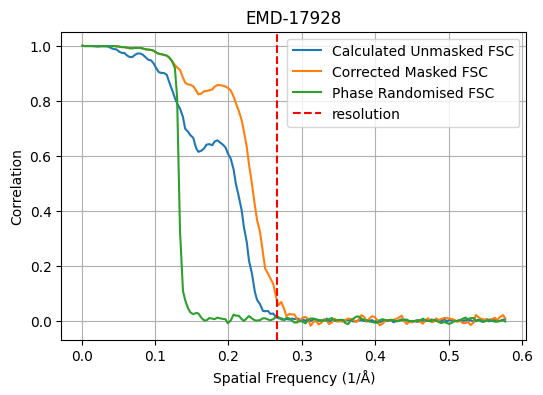 EMD-17928
Calculated Unmasked FSC
Corrected Masked FSC
Phase Randomised FSC
resolution
Correlation
1.0
0.8
0.6
0.4
0.2
0.0
0.0 0.1 0.2 0.3 0.4 0.5 0.6
Spatial Frequency (1/Å)